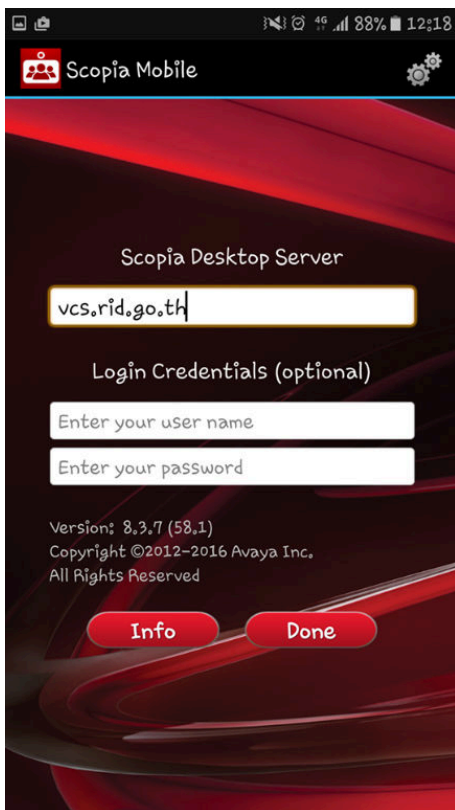 4G 88% 12:18
Scopia Mobile
Scopia Desktop Server
vcs.rid.go.th
Login Credentials (optional)
Enter your user name
Enter your password
Version: 8.3.7 (58.1)
Copyright ©2012-2016 Avaya Inc.
All Rights Reserved
Info Done